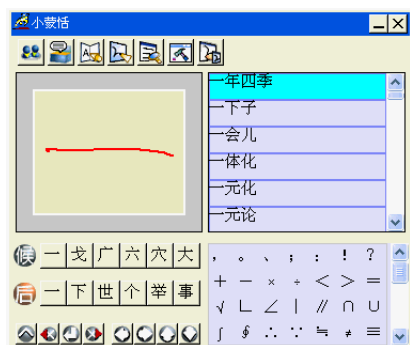 小蒙恬
一年四季
一下子
一会儿
一体化
一元化
一元论
候 一 戈 广 六 穴 大
后 一 下 世 个 举 事
, 。 、 ; : ! ?
+ － × ÷ < > =
√ ∟ ∠ | // ∩ ∪
∫ ∮ ∴ ∵ ≒ ≠ ≡